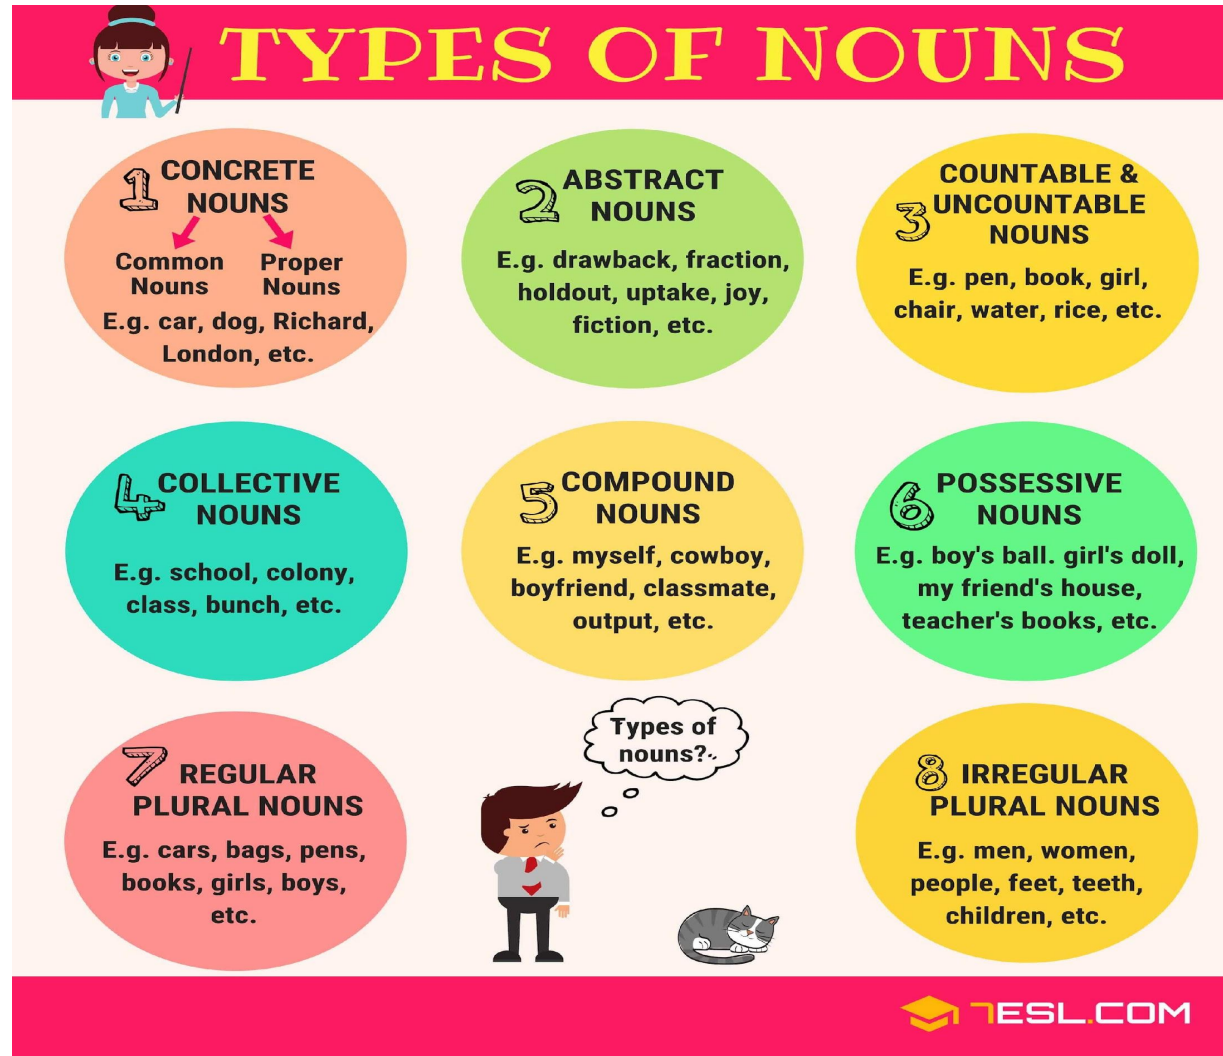 TYPES OF NOUNS
1 CONCRETE
NOUNS
Common Proper
Nouns Nouns
E.g. car, dog, Richard,
London, etc.
2 ABSTRACT
NOUNS
E.g. drawback, fraction,
holdout, uptake, joy,
fiction, etc.
COUNTABLE &
3 UNCOUNTABLE
NOUNS
E.g. pen, book, girl,
chair, water, rice, etc.
4 COLLECTIVE
NOUNS
E.g. school, colony,
class, bunch, etc.
5 COMPOUND
NOUNS
E.g. myself, cowboy,
boyfriend, classmate,
output, etc.
6 POSSESSIVE
NOUNS
E.g. boy's ball. girl's doll,
my friend's house,
teacher's books, etc.
7 REGULAR
PLURAL NOUNS
E.g. cars, bags, pens,
books, girls, boys,
etc.
Types of
nouns?..
8 IRREGULAR
PLURAL NOUNS
E.g. men, women,
people, feet, teeth,
children, etc.
7ESL.COM